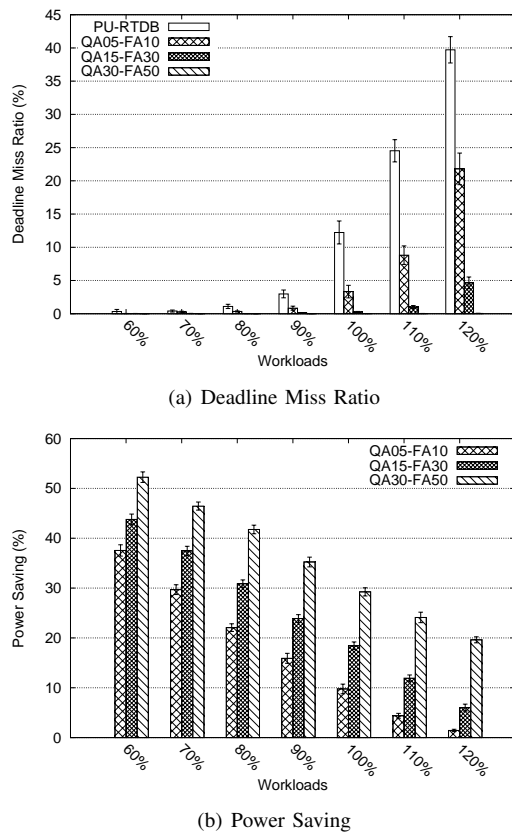 45
40
35
30
25
20
15
10
5
0
Deadline Miss Ratio (%)
PU-RTDB
QA05-FA10
QA15-FA30
QA30-FA50
60%
70%
80%
90%
100%
110%
120%
Workloads
(a) Deadline Miss Ratio
60
50
40
30
20
10
0
Power Saving (%)
QA05-FA10
QA15-FA30
QA30-FA50
60%
70%
80%
90%
100%
110%
120%
Workloads
(b) Power Saving